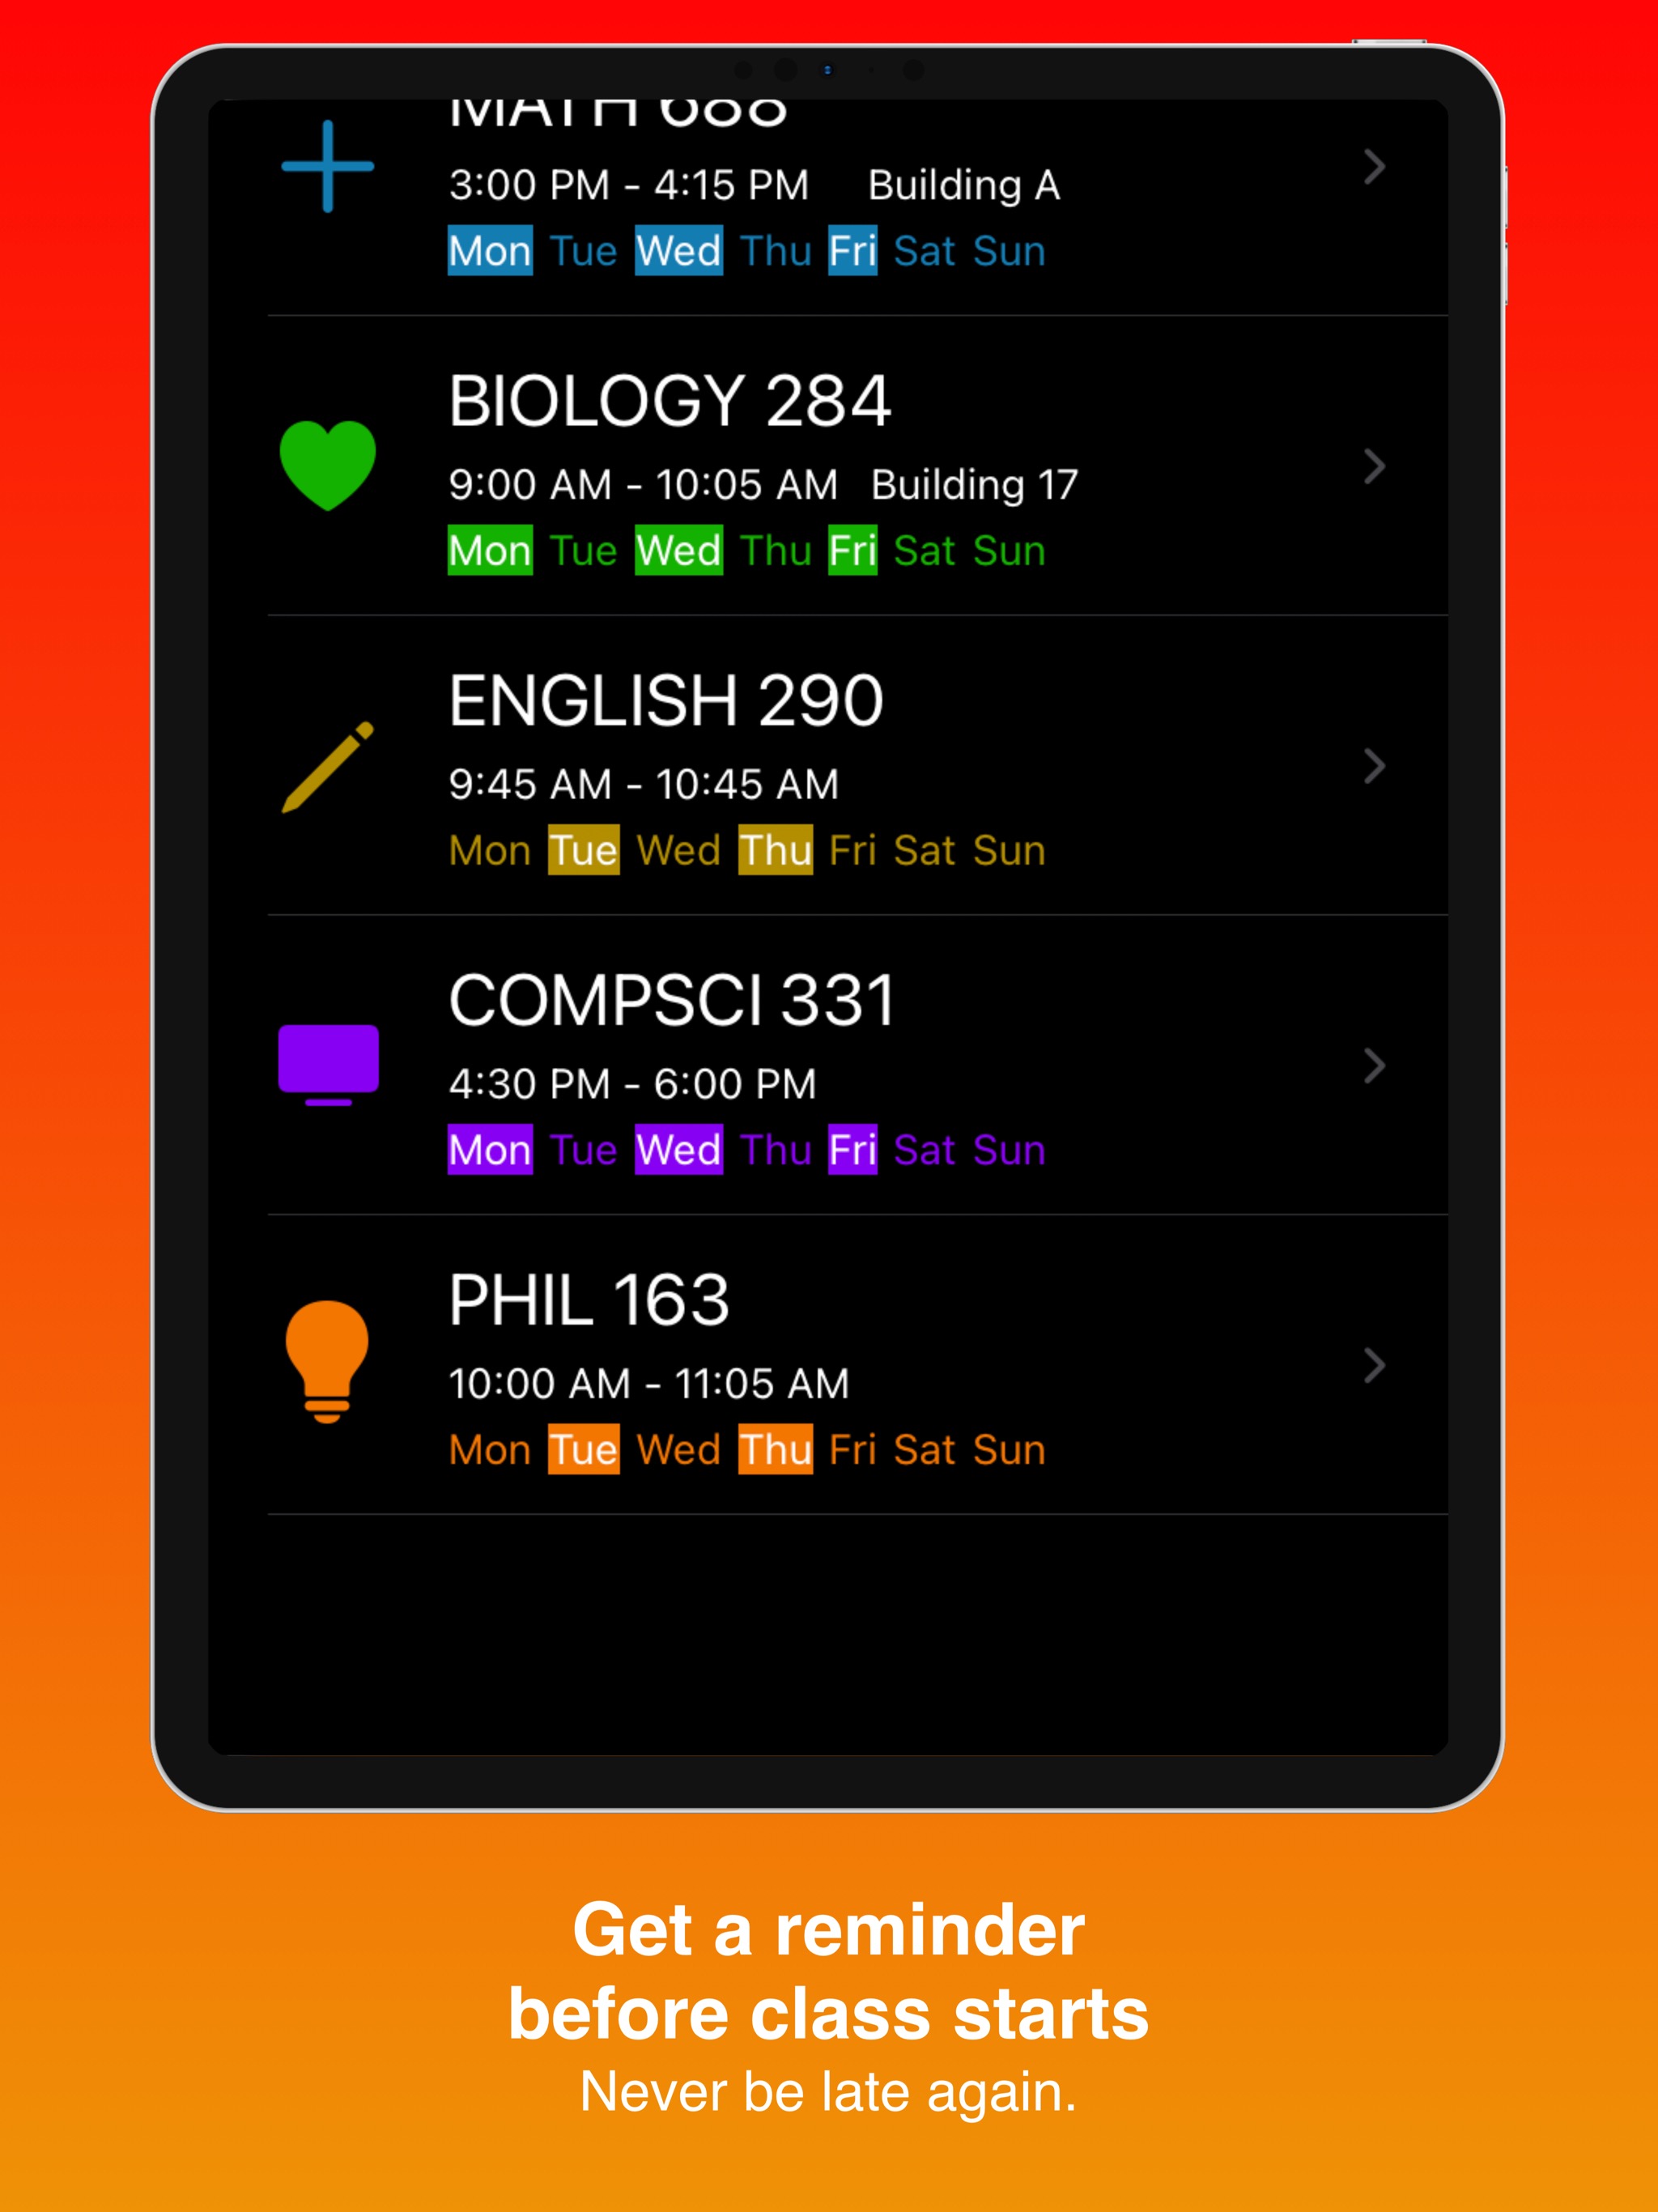 MATH 688
3:00 PM - 4:15 PM Building A
Mon Tue Wed Thu Fri Sat Sun
BIOLOGY 284
9:00 AM - 10:05 AM Building 17
Mon Tue Wed Thu Fri Sat Sun
ENGLISH 290
9:45 AM - 10:45 AM
Mon Tue Wed Thu Fri Sat Sun
COMPSCI 331
4:30 PM - 6:00 PM
Mon Tue Wed Thu Fri Sat Sun
PHIL 163
10:00 AM - 11:05 AM
Mon Tue Wed Thu Fri Sat Sun
Get a reminder
before class starts
Never be late again.